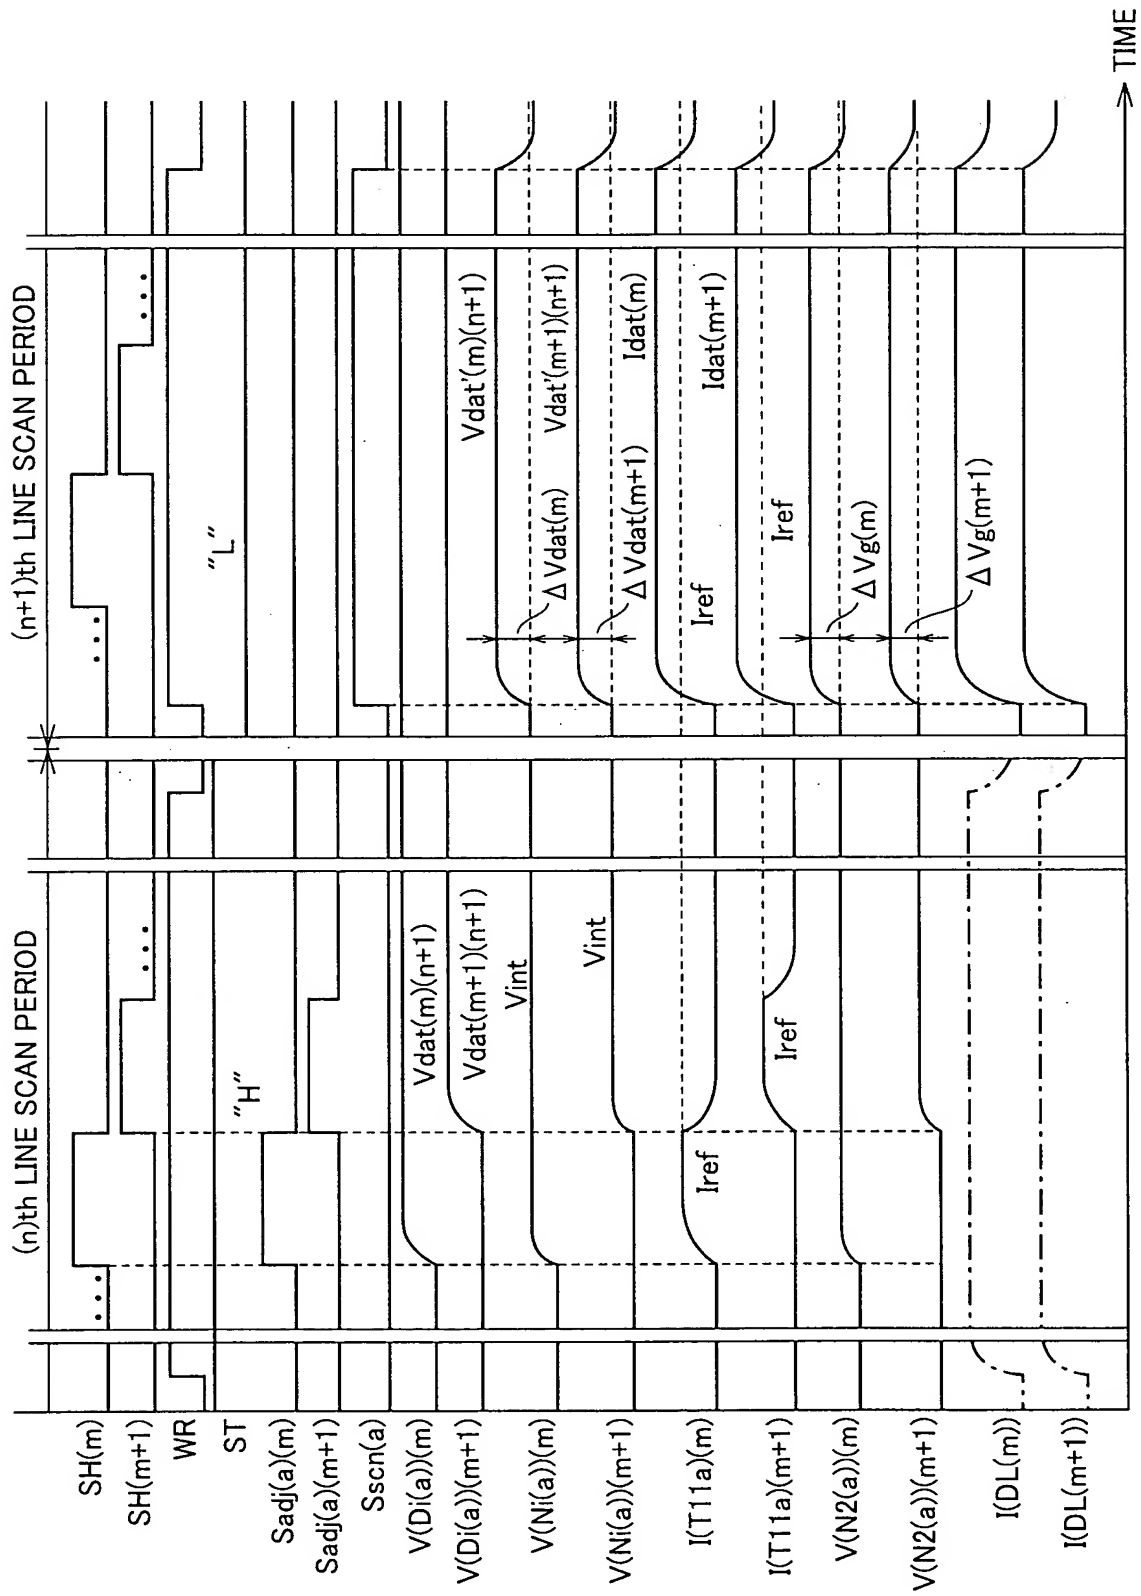 (n)th LINE SCAN PERIOD
(n+1)th LINE SCAN PERIOD
SH(m)
• • •
• • •
SH(m+1)
• • •
• • •
WR
ST
"H"
"L"
Sadj(a)(m)
Sadj(a)(m+1)
Sscn(a)
V(Di(a))(m)
Vdat(m)(n+1)
V(Di(a))(m+1)
Vdat(m+1)(n+1)
Vdat'(m)(n+1)
V(Ni(a))(m)
Vint
ΔVdat(m)
Vdat'(m+1)(n+1)
V(Ni(a))(m+1)
Vint
ΔVdat(m+1)
Idat(m)
I(T11a)(m)
Iref
Iref
Idat(m+1)
I(T11a)(m+1)
Iref
Iref
V(N2(a))(m)
ΔVg(m)
V(N2(a))(m+1)
ΔVg(m+1)
I(DL(m))
I(DL(m+1))
TIME